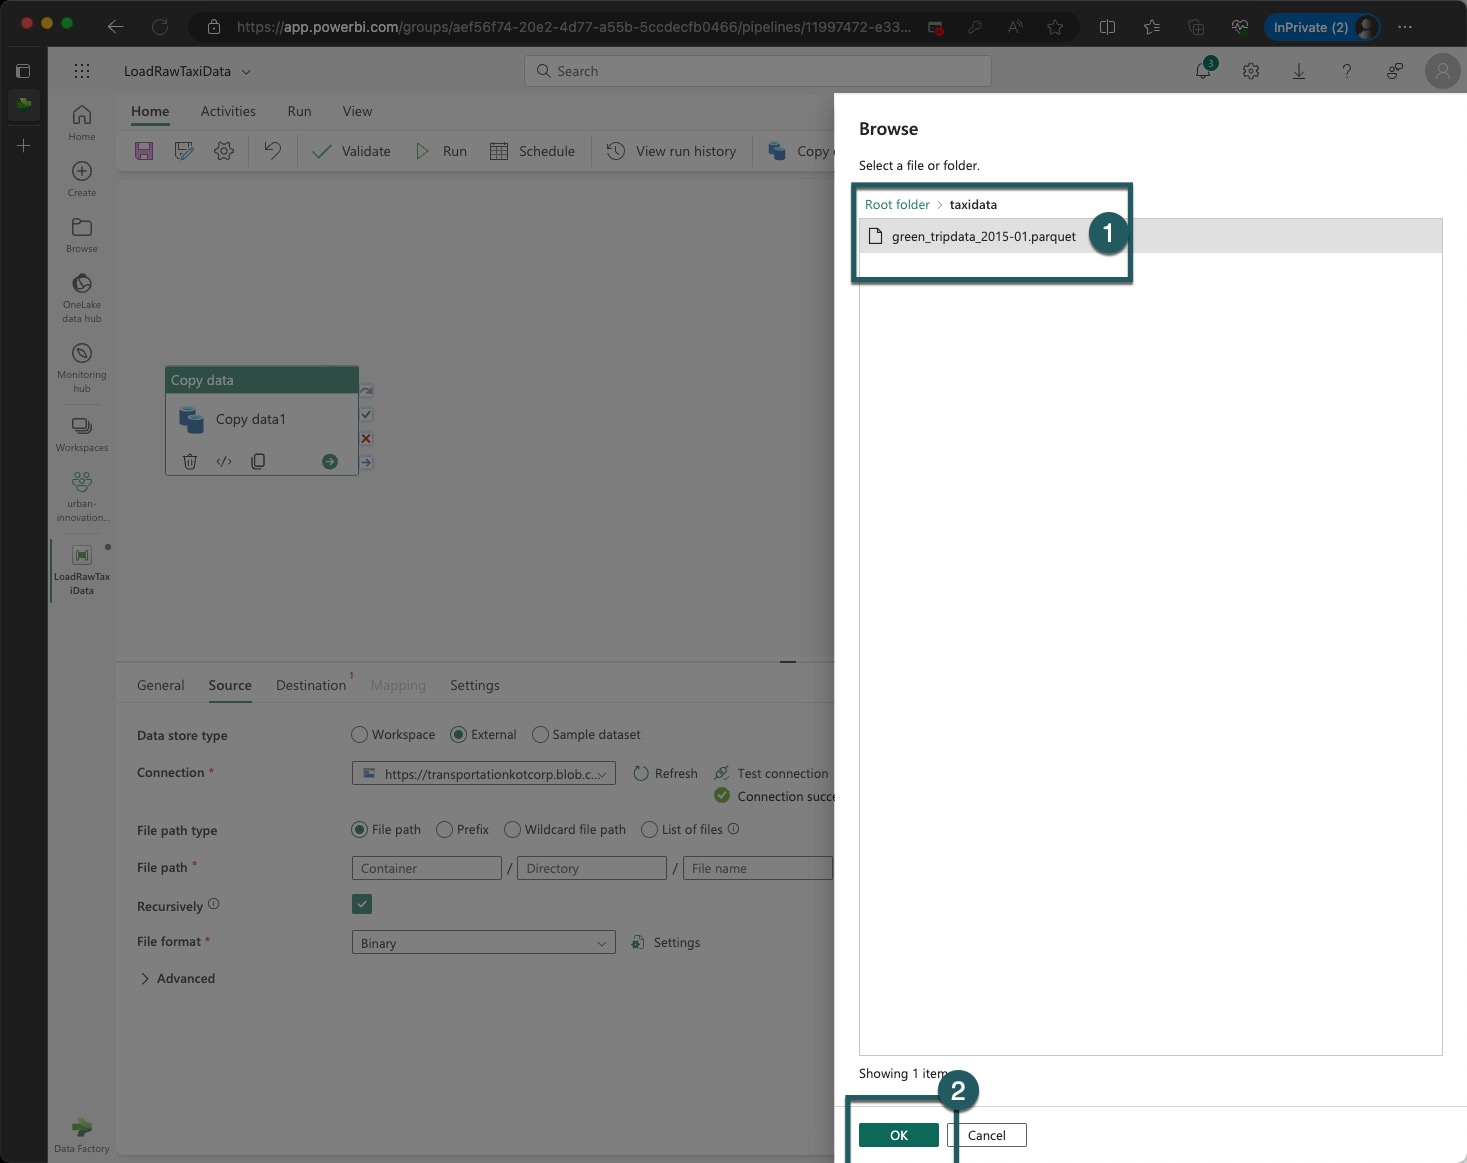 https://app.powerbi.com/groups/aef56f74-20e2-4d77-a55b-5ccdecfb0466/pipelines/11997472-e33...
InPrivate (2)
LoadRawTaxiData
Search
3
Home
Activities
Run
View
Validate
Run
Schedule
View run history
Copy
Home
Create
Browse
OneLake
data hub
Monitoring
hub
Workspaces
urban-
innovation...
LoadRawTax
iData
Data Factory
Copy data
Copy data1
General
Source
Destination 1
Mapping
Settings
Data store type
Workspace
External
Sample dataset
Connection *
https://transportationkotcorp.blob.c...
Refresh
Test connection
Connection succe
File path type
File path
Prefix
Wildcard file path
List of files
File path *
Container / Directory / File name
Recursively
File format *
Binary
Settings
Advanced
Browse
Select a file or folder.
Root folder > taxidata
green_tripdata_2015-01.parquet
1
Showing 1 item
2
OK
Cancel